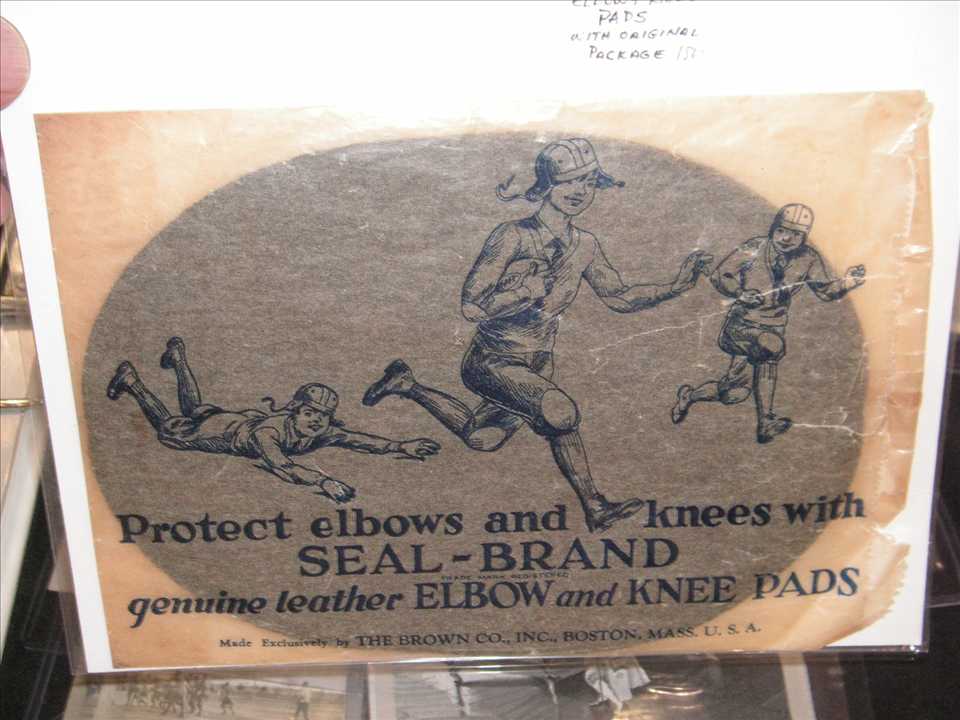 PADS
WITH ORIGINAL
PACKAGE
Protect elbows and knees with
SEAL-BRAND
TRADE MARK REGISTERED
genuine leather ELBOW and KNEE PADS
Made Exclusively by THE BROWN CO., INC., BOSTON, MASS. U. S. A.